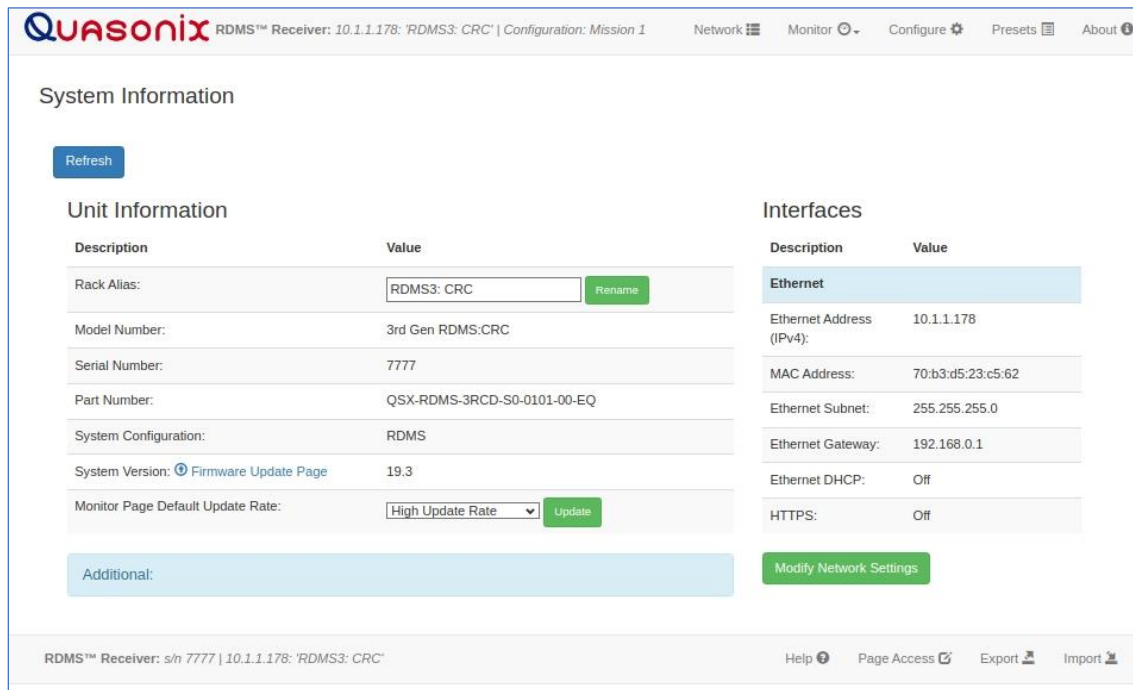 QUASONIX RDMS™ Receiver: 10.1.1.178: 'RDMS3: CRC' | Configuration: Mission 1 Network Monitor Configure Presets About
System Information
Refresh
Unit Information
Description Value
Rack Alias: RDMS3: CRC Rename
Model Number: 3rd Gen RDMS:CRC
Serial Number: 7777
Part Number: QSX-RDMS-3RCD-S0-0101-00-EQ
System Configuration: RDMS
System Version: Firmware Update Page 19.3
Monitor Page Default Update Rate: High Update Rate Update
Additional:
Interfaces
Description Value
Ethernet
Ethernet Address 10.1.1.178
(IPv4):
MAC Address: 70:b3:d5:23:c5:62
Ethernet Subnet: 255.255.255.0
Ethernet Gateway: 192.168.0.1
Ethernet DHCP: Off
HTTPS: Off
Modify Network Settings
RDMS™ Receiver: s/n 7777 | 10.1.1.178: 'RDMS3: CRC' Help Page Access Export Import